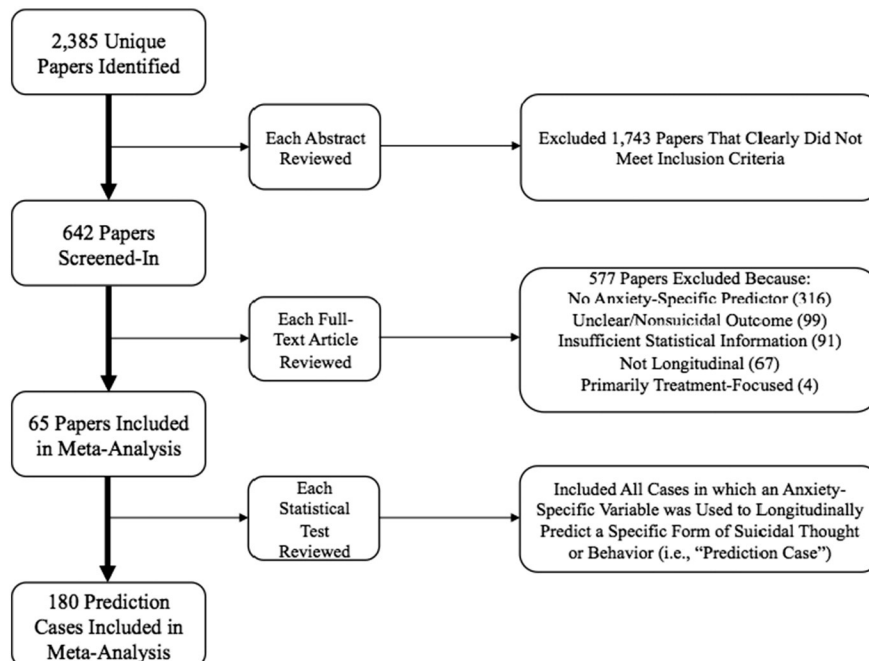 2,385 Unique
Papers Identified
Each Abstract
Reviewed
Excluded 1,743 Papers That Clearly Did Not
Meet Inclusion Criteria
642 Papers
Screened-In
Each Full-
Text Article
Reviewed
577 Papers Excluded Because:
No Anxiety-Specific Predictor (316)
Unclear/Nonsuicidal Outcome (99)
Insufficient Statistical Information (91)
Not Longitudinal (67)
Primarily Treatment-Focused (4)
65 Papers Included
in Meta-Analysis
Each
Statistical
Test
Reviewed
Included All Cases in which an Anxiety-
Specific Variable was Used to Longitudinally
Predict a Specific Form of Suicidal Thought
or Behavior (i.e., “Prediction Case”)
180 Prediction
Cases Included in
Meta-Analysis